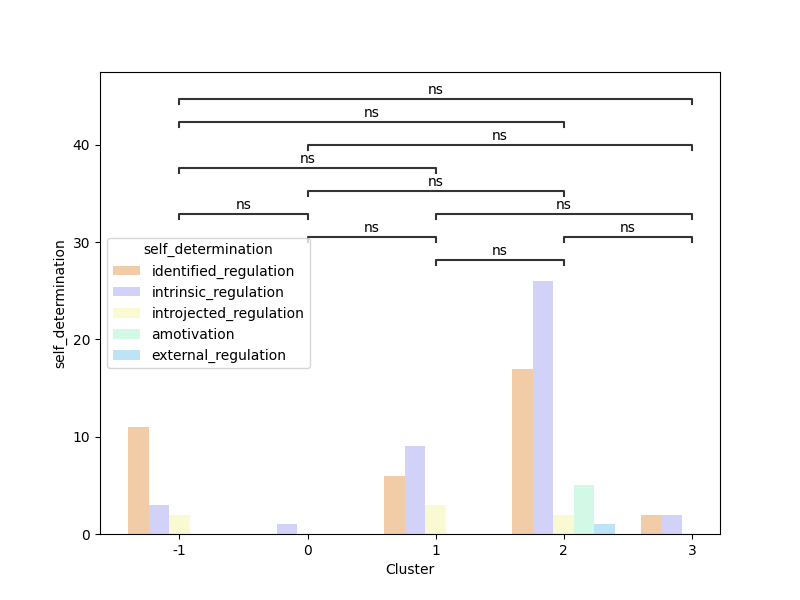 ns
ns
ns
ns
ns
ns
ns
ns
ns
ns
self_determination
identified_regulation
intrinsic_regulation
introjected_regulation
amotivation
external_regulation
self_determination
40
30
20
10
0
-1 0 1 2 3
Cluster